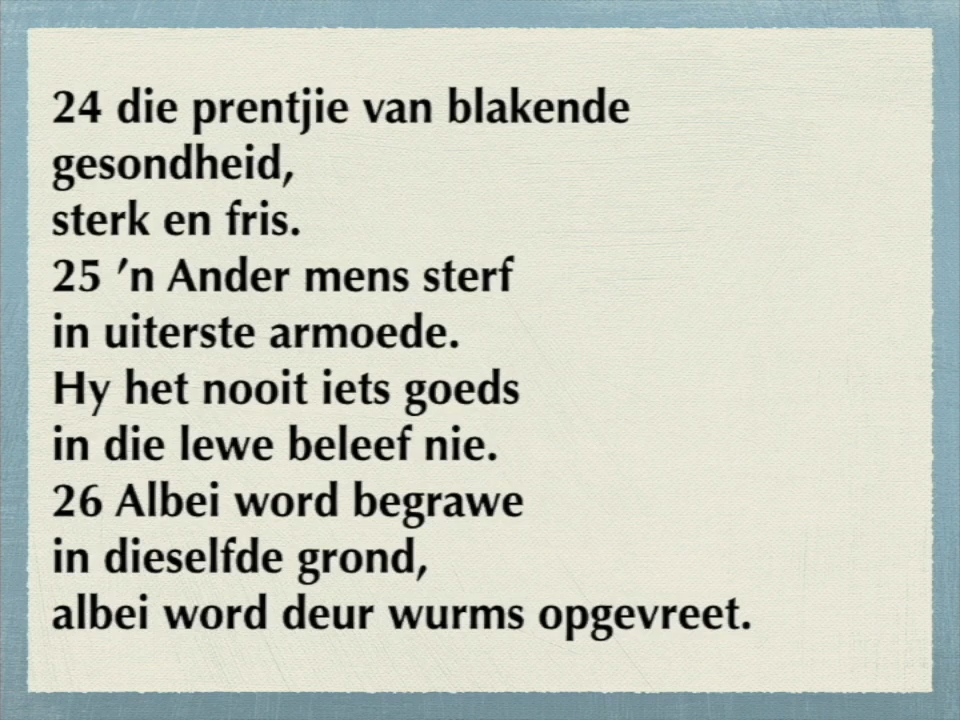 24 die prentjie van blakende
gesondheid,
sterk en fris.
25 ’n Ander mens sterf
in uiterste armoede.
Hy het nooit iets goeds
in die lewe beleef nie.
26 Albei word begrawe
in dieselfde grond,
albei word deur wurms opgevreet.